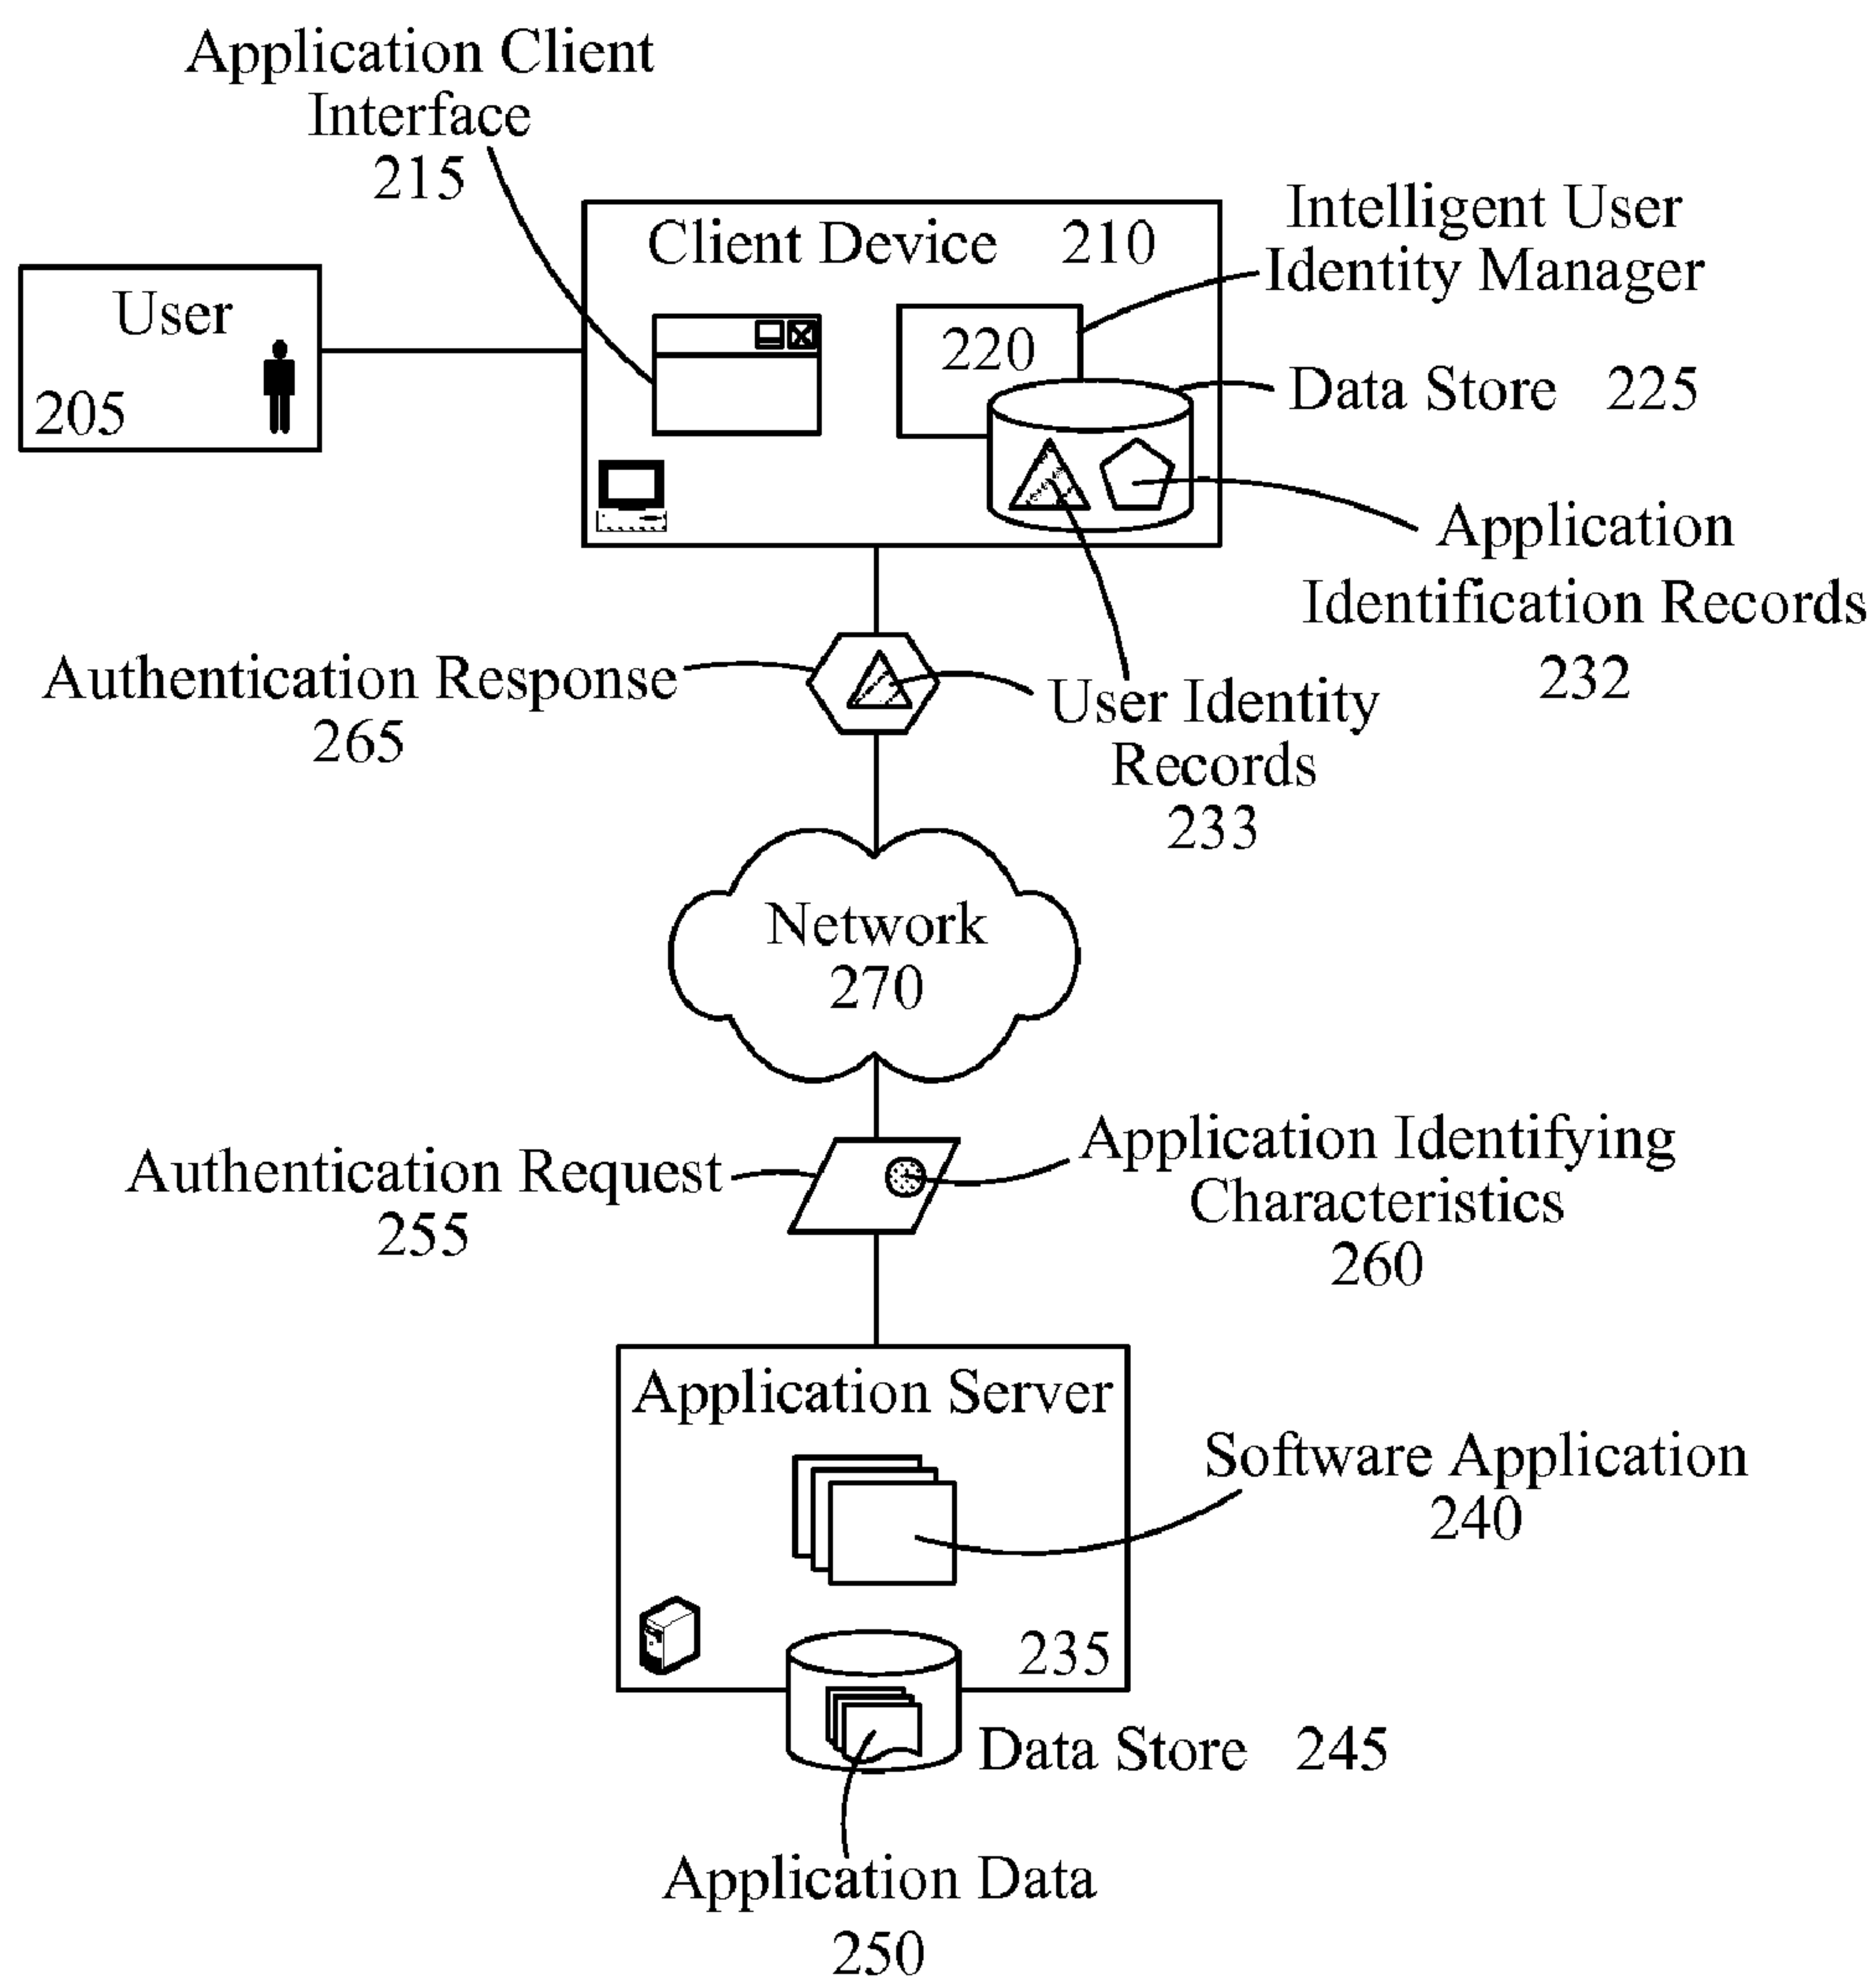 Application Client
Interface
215
Client Device 210
Intelligent User
Identity Manager
User
205
220
Data Store 225
Application
Identification Records
232
Authentication Response
265
User Identity
Records
233
Network
270
Authentication Request
255
Application Identifying
Characteristics
260
Application Server
Software Application
240
235
Data Store 245
Application Data
250